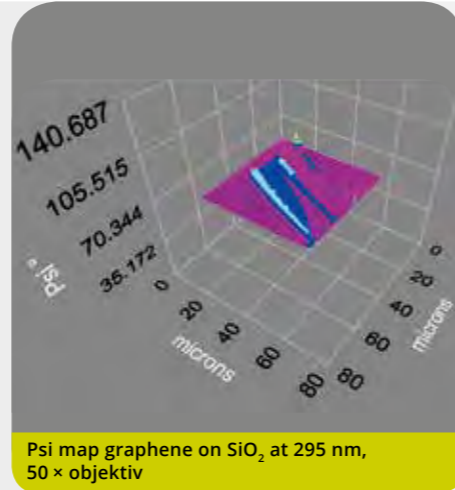 140.687
105.515
70.344
35.172
Psi °
0
20
40
60
80
microns
0
20
40
60
80
microns
Psi map graphene on SiO₂ at 295 nm,
50 × objektiv